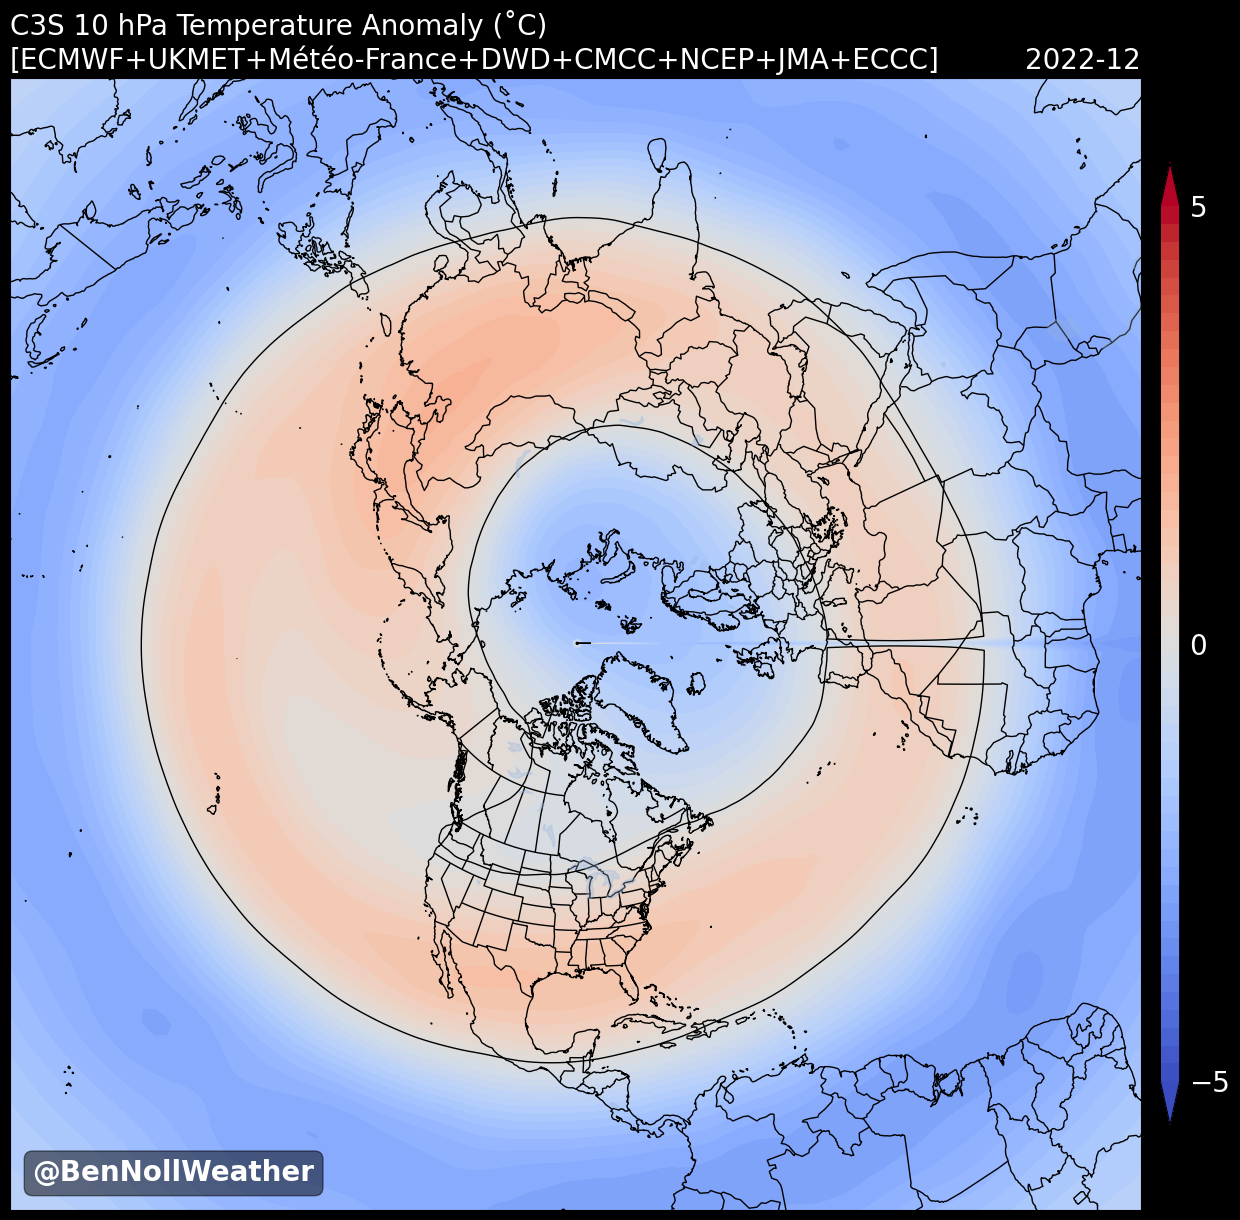 C3S 10 hPa Temperature Anomaly (˚C)
[ECMWF+UKMET+Météo-France+DWD+CMCC+NCEP+JMA+ECCC] 2022-12
5
0
−5
@BenNollWeather